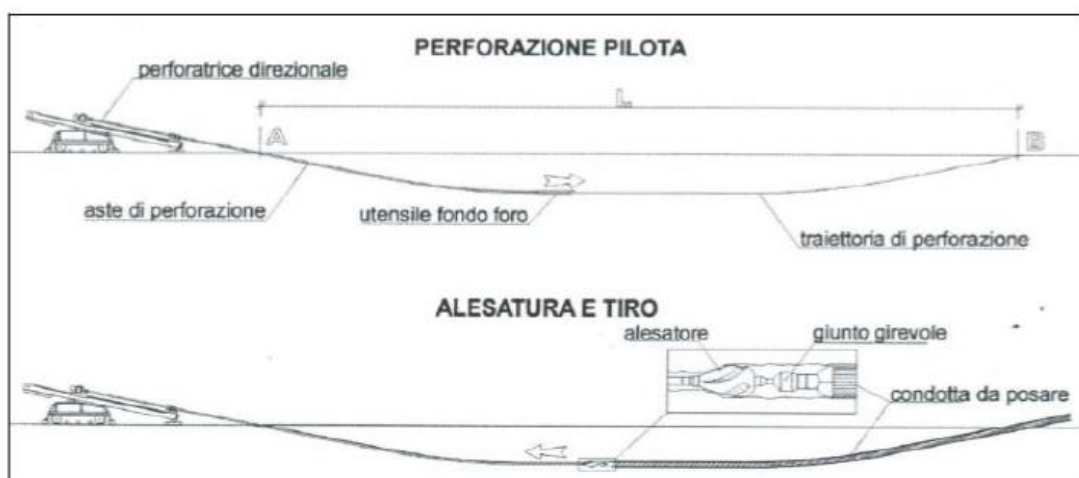 PERFORAZIONE PILOTA
perforatrice direzionale
L
A
B
aste di perforazione
utensile fondo foro
traiettoria di perforazione
ALESATURA E TIRO
alesatore
giunto girevole
condotta da posare